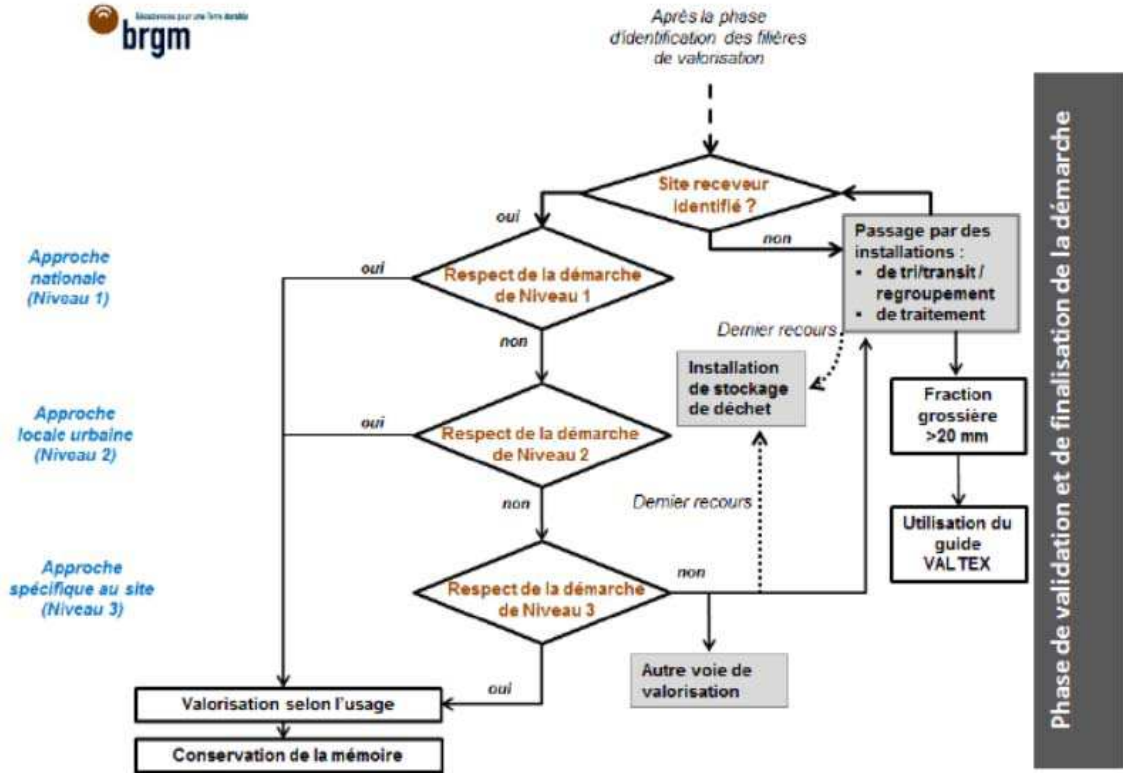 Géosciences pour une Terre durable
brgm
Après la phase
d'identification des filières
de valorisation
Site receveur
identifié ?
oui
non
Passage par des
installations :
▪ de tri/transit /
regroupement
▪ de traitement
Approche
nationale
(Niveau 1)
oui
Respect de la démarche
de Niveau 1
non
Dernier recours
Installation
de stockage
de déchet
Fraction
grossière
>20 mm
Approche
locale urbaine
(Niveau 2)
oui
Respect de la démarche
de Niveau 2
non
Dernier recours
Utilisation du
guide
VALTEX
Approche
spécifique au site
(Niveau 3)
Respect de la démarche
de Niveau 3
non
oui
Autre voie de
valorisation
Valorisation selon l'usage
Conservation de la mémoire
Phase de validation et de finalisation de la démarche